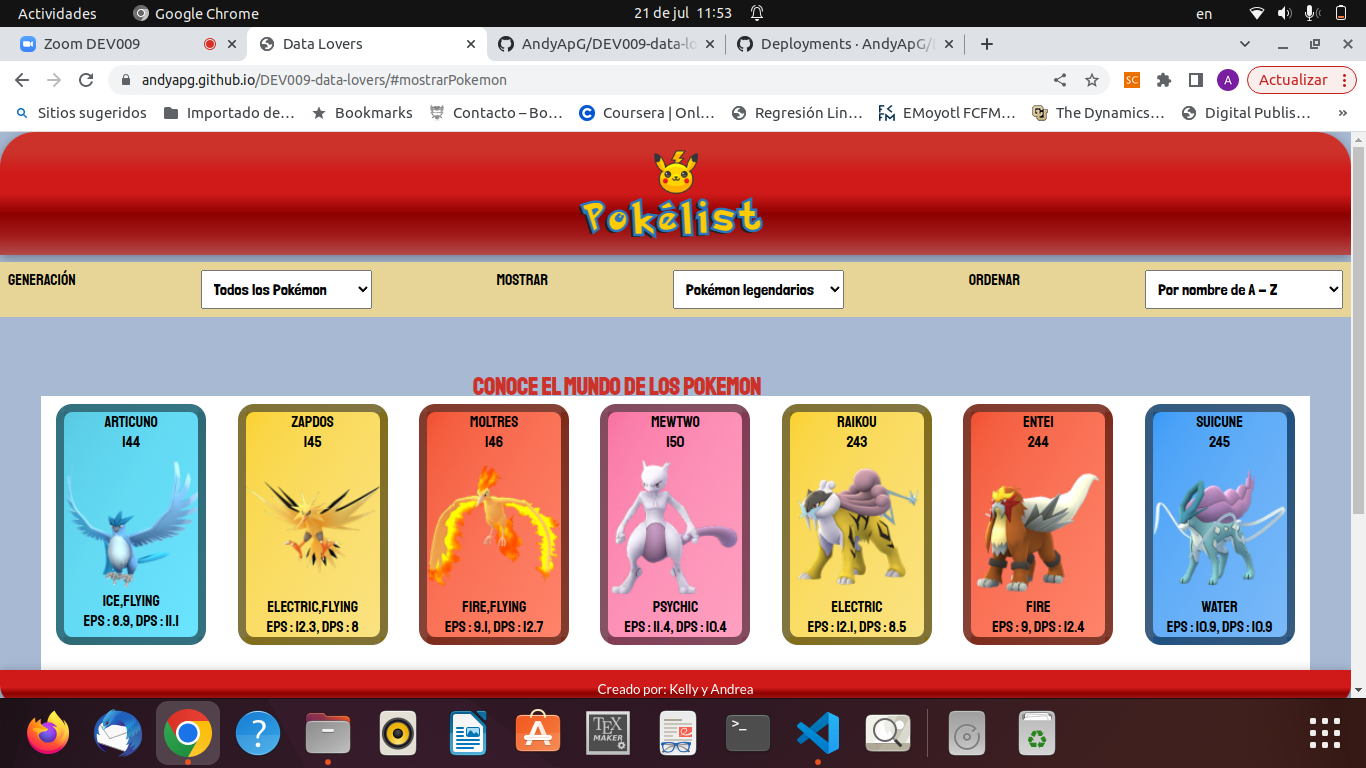 Actividades Google Chrome 21 de jul 11:53 en
Zoom DEV009 Data Lovers AndyApG/DEV009-data-lo Deployments · AndyApG/
andyapg.github.io/DEV009-data-lovers/#mostrarPokemon SC A Actualizar
Sitios sugeridos Importado de… Bookmarks Contacto – Bo… Coursera | Onl… Regresión Lin… EMoyotl FCFM… The Dynamics… Digital Publis… »
Pokélist
GENERACIÓN Todos los Pokémon MOSTRAR Pokémon legendarios ORDENAR Por nombre de A – Z
CONOCE EL MUNDO DE LOS POKEMON
ARTICUNO ZAPDOS MOLTRES MEWTWO RAIKOU ENTEI SUICUNE
144 145 146 150 243 244 245
ICE,FLYING ELECTRIC,FLYING FIRE,FLYING PSYCHIC ELECTRIC FIRE WATER
EPS : 8.9, DPS : 11.1 EPS : 12.3, DPS : 8 EPS : 9.1, DPS : 12.7 EPS : 11.4, DPS : 10.4 EPS : 12.1, DPS : 8.5 EPS : 9, DPS : 12.4 EPS : 10.9, DPS : 10.9
Creado por: Kelly y Andrea
TEX
MAKER